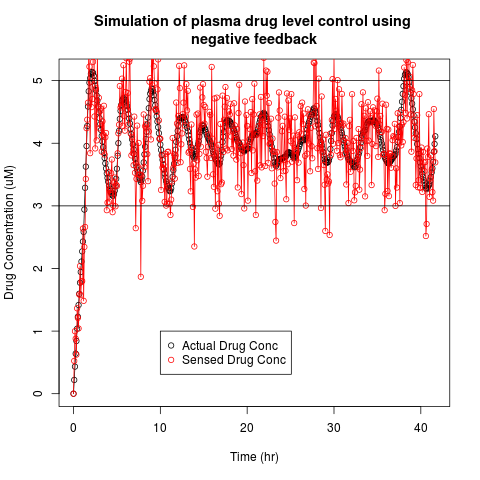 Simulation of plasma drug level control using
negative feedback
Drug Concentration (uM)
5
4
3
2
1
0
Actual Drug Conc
Sensed Drug Conc
0 10 20 30 40
Time (hr)